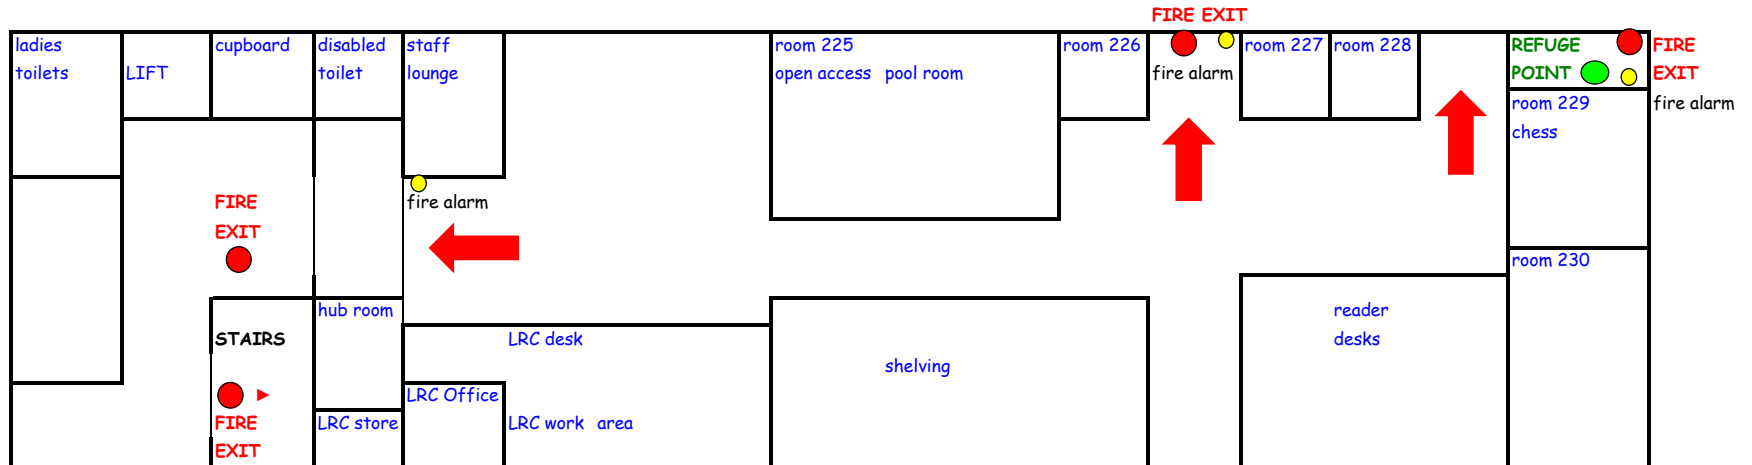 FIRE EXIT
ladies
toilets
LIFT
cupboard
disabled
toilet
staff
lounge
room 225
open access pool room
room 226
fire alarm
room 227
room 228
REFUGE
POINT
FIRE
EXIT
fire alarm
room 229
chess
FIRE
EXIT
fire alarm
room 230
hub room
STAIRS
LRC desk
shelving
reader
desks
FIRE
EXIT
LRC store
LRC Office
LRC work area